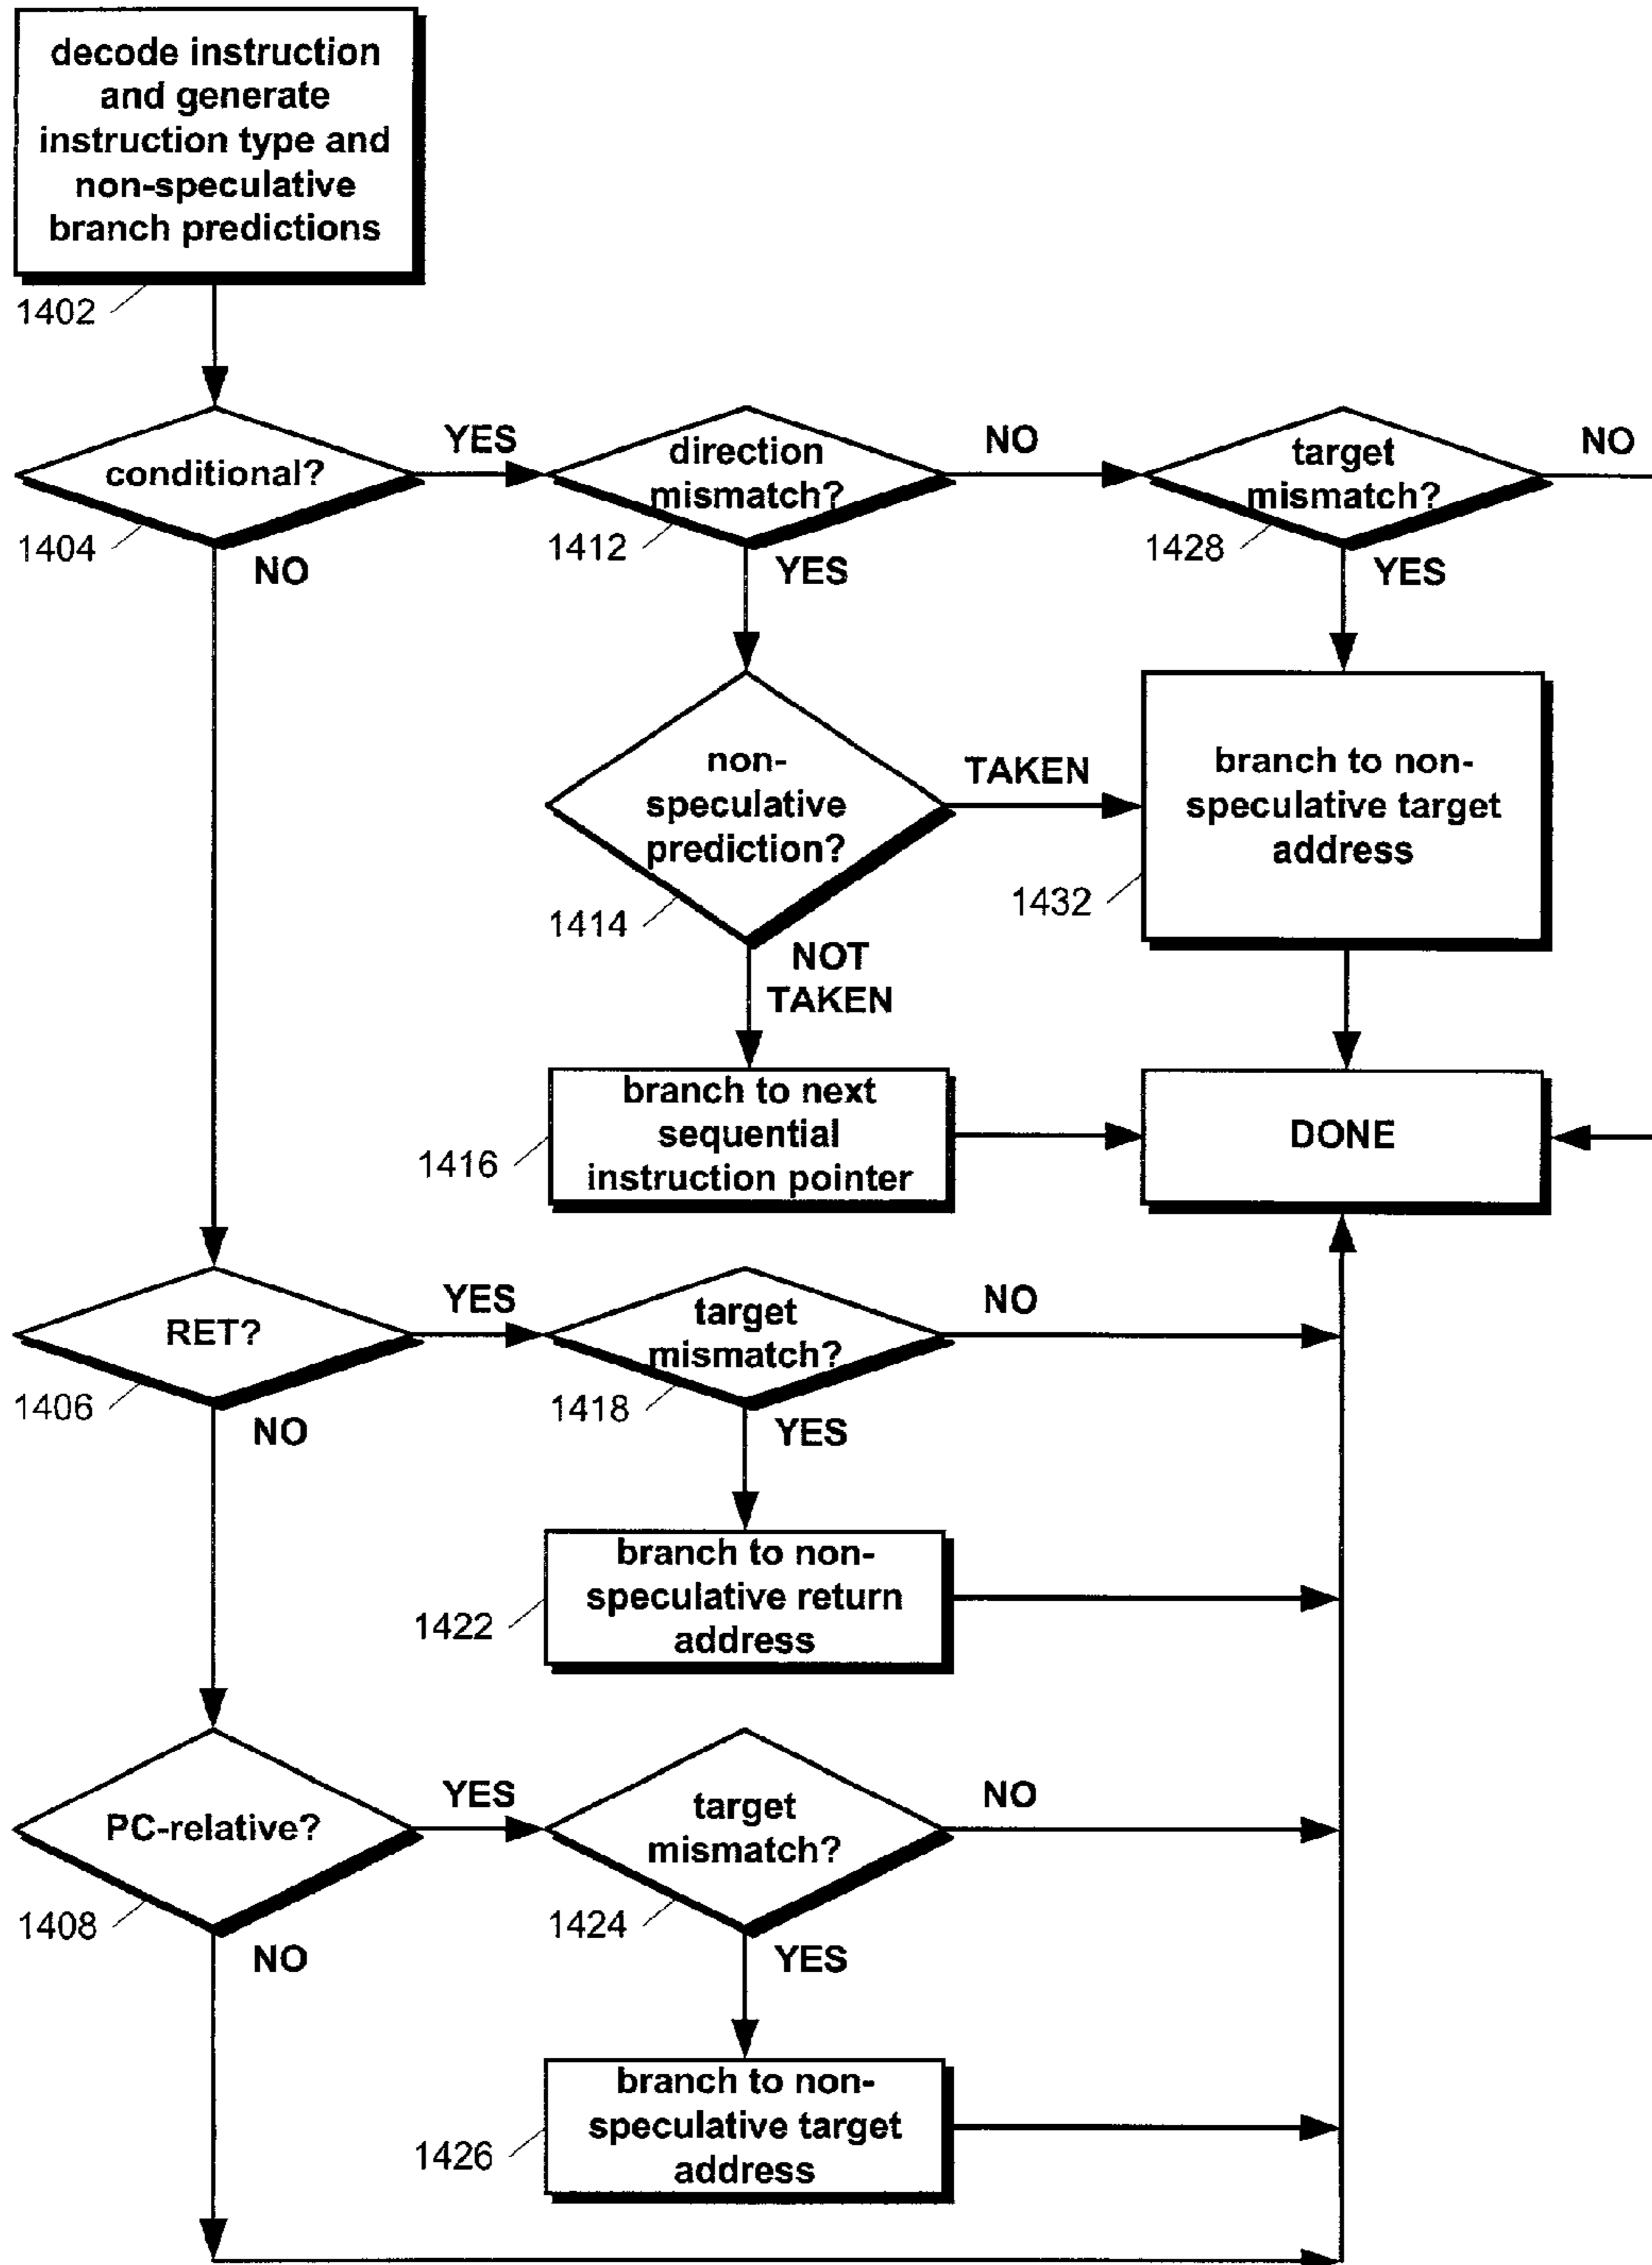 decode instruction
and generate
instruction type and
non-speculative
branch predictions
1402
conditional?
1404
YES
NO
direction
mismatch?
1412
NO
YES
target
mismatch?
1428
NO
YES
non-
speculative
prediction?
1414
TAKEN
NOT
TAKEN
branch to non-
speculative target
address
1432
branch to next
sequential
instruction pointer
1416
DONE
RET?
1406
YES
NO
target
mismatch?
1418
NO
YES
branch to non-
speculative return
address
1422
PC-relative?
1408
YES
NO
target
mismatch?
1424
NO
YES
branch to non-
speculative target
address
1426